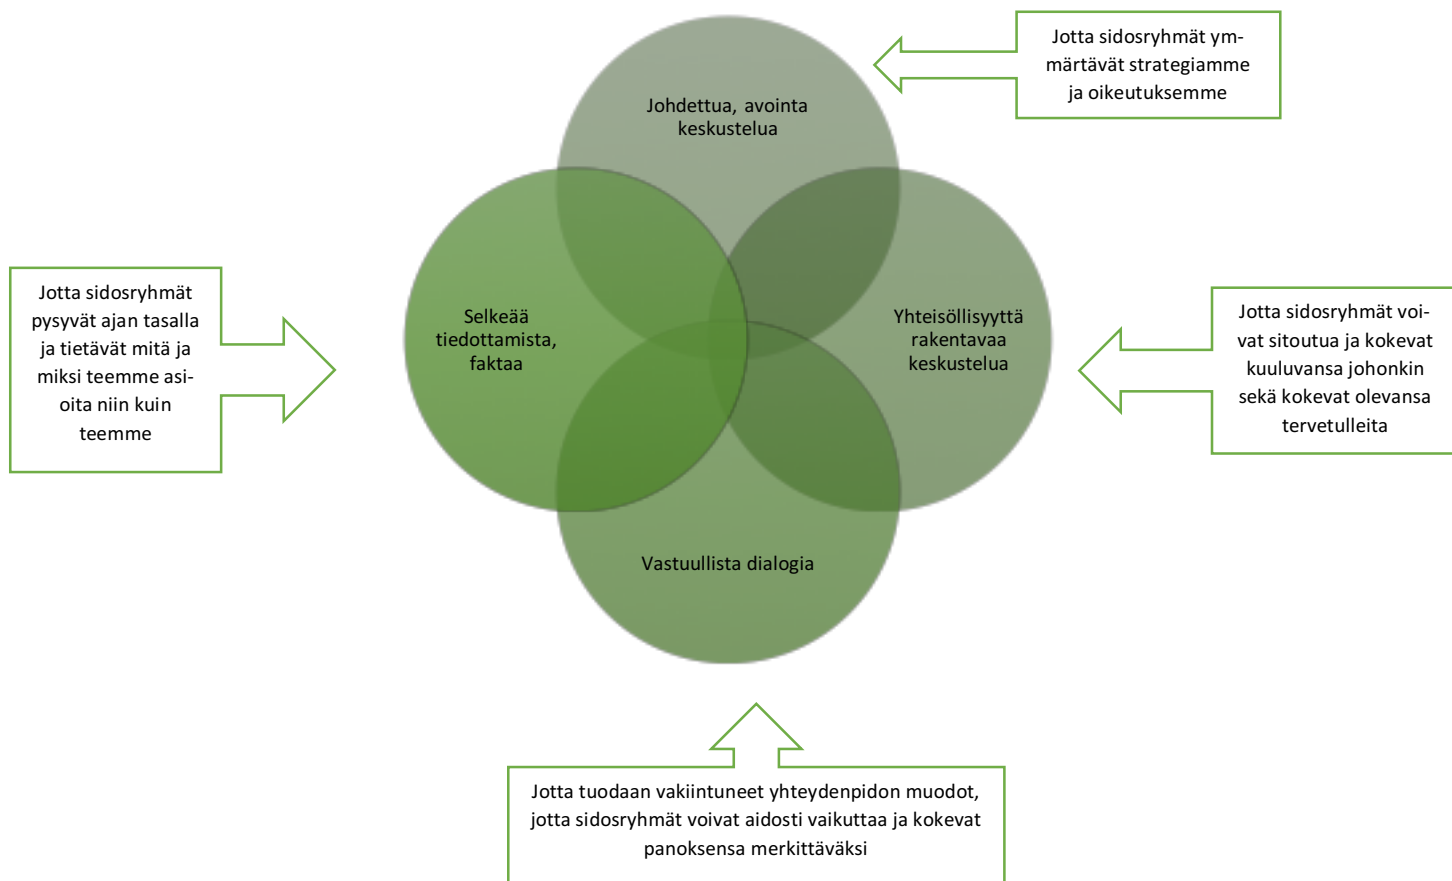 Jotta sidosryhmät ym-
märtävät strategiamme
ja oikeutuksemme
Johdettua, avointa
keskustelua
Jotta sidosryhmät
pysyvät ajan tasalla
ja tietävät mitä ja
miksi teemme asi-
oita niin kuin
teemme
Selkeää
tiedottamista,
faktaa
Yhteisöllisyyttä
rakentavaa
keskustelua
Jotta sidosryhmät voi-
vat sitoutua ja kokevat
kuuluvansa johonkin
sekä kokevat olevansa
tervetulleita
Vastuullista dialogia
Jotta tuodaan vakiintuneet yhteydenpidon muodot,
jotta sidosryhmät voivat aidosti vaikuttaa ja kokevat
panoksensa merkittäväksi